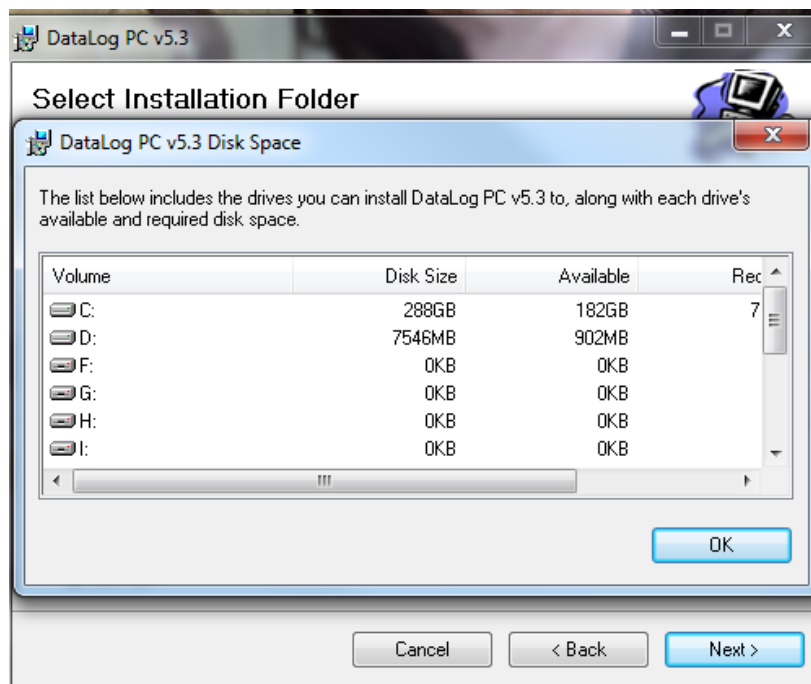 DataLog PC v5.3
Select Installation Folder
DataLog PC v5.3 Disk Space
The list below includes the drives you can install DataLog PC v5.3 to, along with each drive's
available and required disk space.
Volume Disk Size Available
C: 288GB 182GB 7
D: 7546MB 902MB
F: 0KB 0KB
G: 0KB 0KB
H: 0KB 0KB
I: 0KB 0KB
OK
Cancel < Back Next >